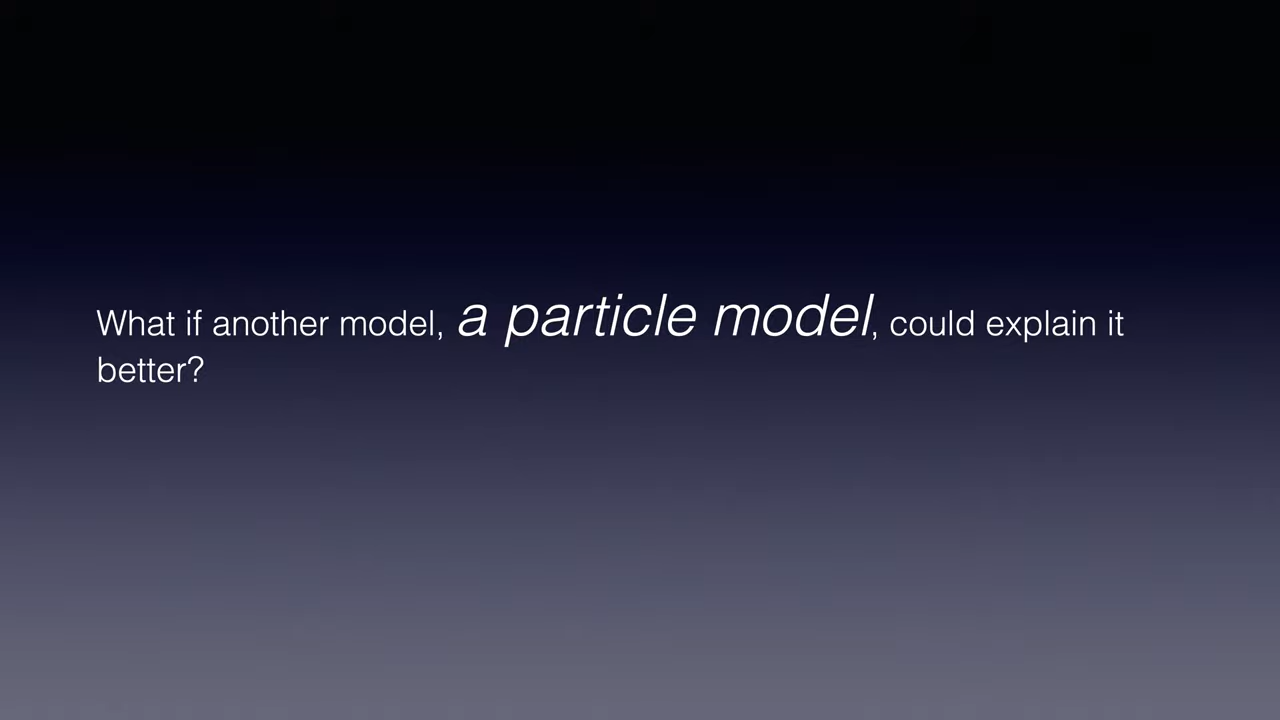 What if another model, a particle model, could explain it
better?